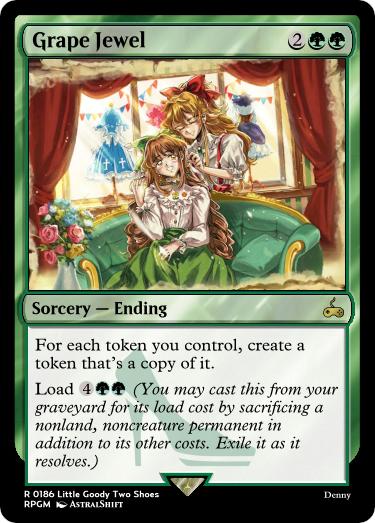 Grape Jewel 2
Sorcery — Ending
For each token you control, create a
token that's a copy of it.
Load 4 (You may cast this from your
graveyard for its load cost by sacrificing a
nonland, noncreature permanent in
addition to its other costs. Exile it as it
resolves.)
R 0186 Little Goody Two Shoes
RPGM AstralShift
Denny